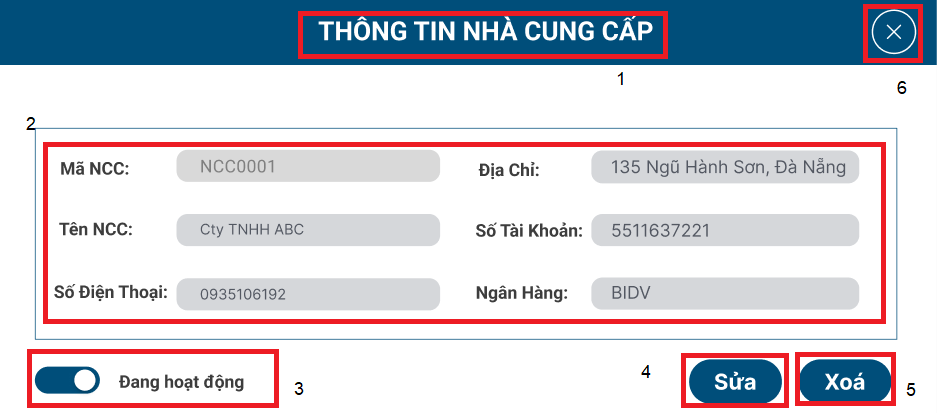 THÔNG TIN NHÀ CUNG CẤP
1
6
2
Mã NCC: NCC0001 Địa Chỉ: 135 Ngũ Hành Sơn, Đà Nẵng
Tên NCC: Cty TNHH ABC Số Tài Khoản: 5511637221
Số Điện Thoại: 0935106192 Ngân Hàng: BIDV
Đang hoạt động 3 4 Sửa Xoá 5